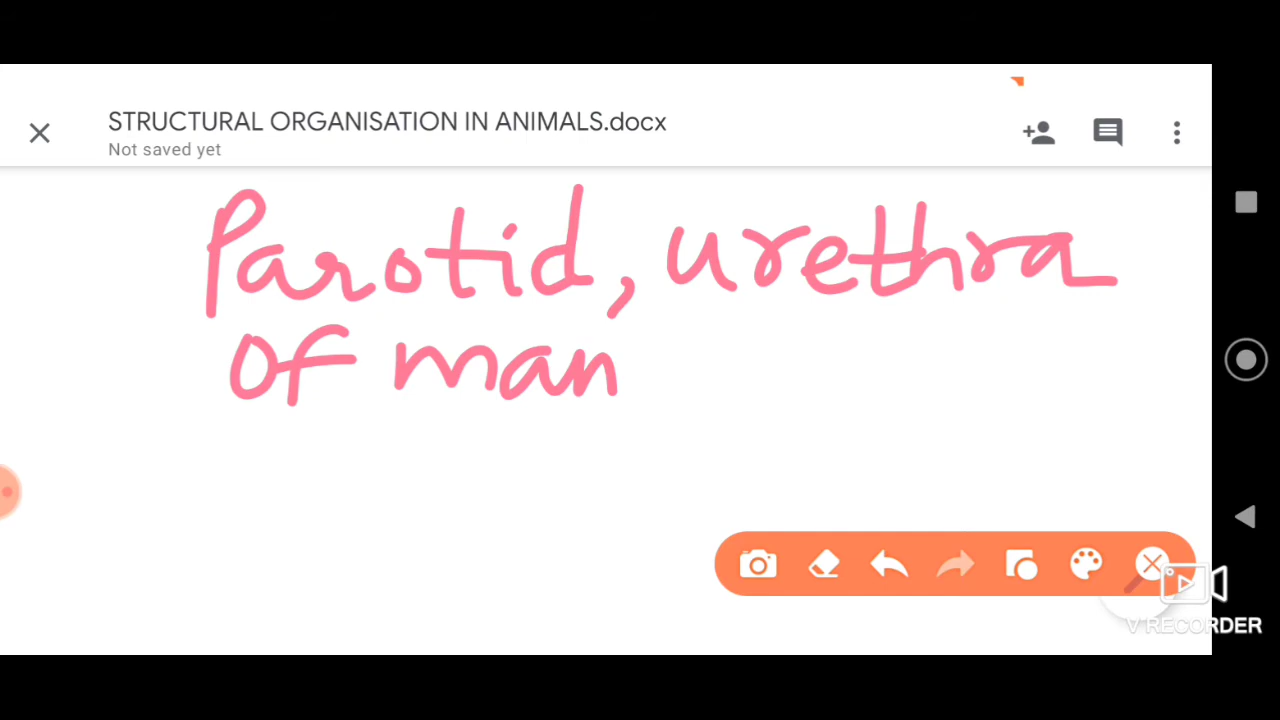 STRUCTURAL ORGANISATION IN ANIMALS.docx
Not saved yet
Parotid, urethra
of man
V RECORDER